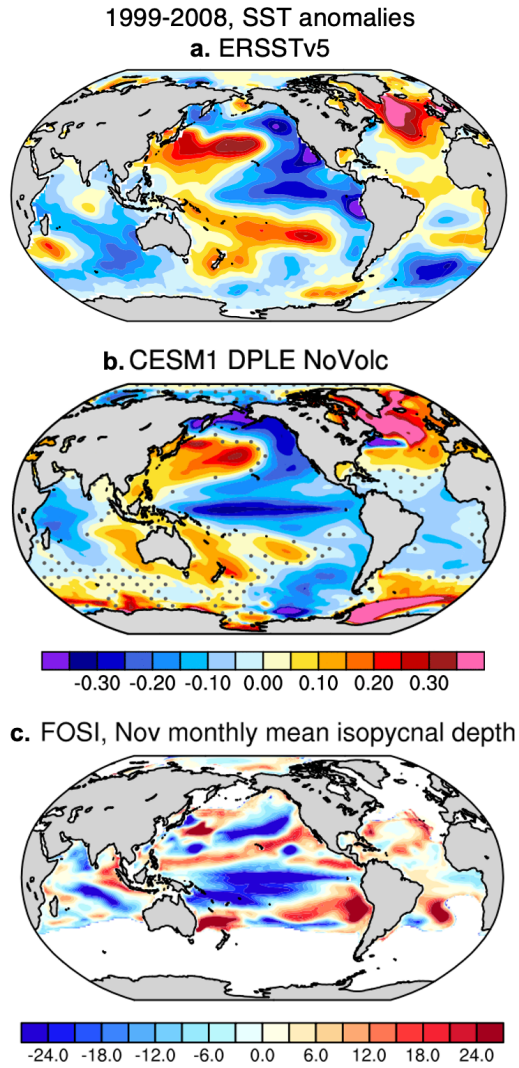 1999-2008, SST anomalies
a. ERSSTv5
b. CESM1 DPLE NoVolc
-0.30 -0.20 -0.10 0.00 0.10 0.20 0.30
c. FOSI, Nov monthly mean isopycnal depth
-24.0 -18.0 -12.0 -6.0 0.0 6.0 12.0 18.0 24.0